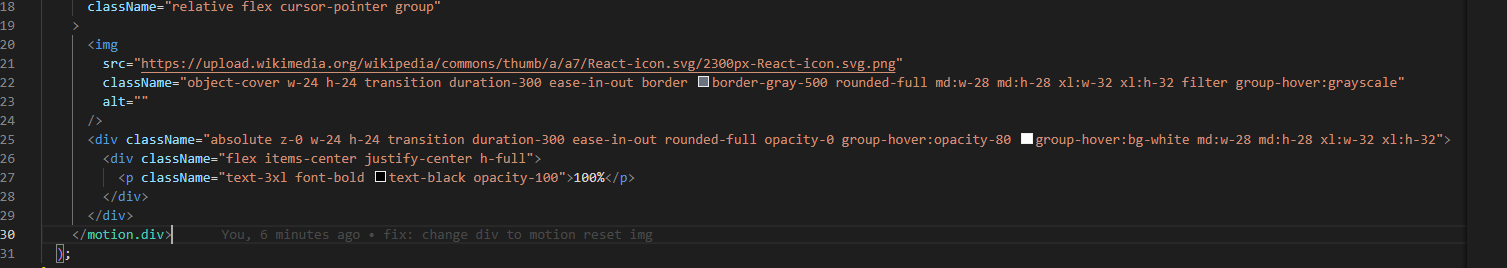 18 className="relative flex cursor-pointer group"
19 >
20 <img
21 src="https://upload.wikimedia.org/wikipedia/commons/thumb/a/a7/React-icon.svg/2300px-React-icon.svg.png"
22 className="object-cover w-24 h-24 transition duration-300 ease-in-out border border-gray-500 rounded-full md:w-28 md:h-28 xl:w-32 xl:h-32 filter group-hover:grayscale"
23 alt=""
24 />
25 <div className="absolute z-0 w-24 h-24 transition duration-300 ease-in-out rounded-full opacity-0 group-hover:opacity-80 group-hover:bg-white md:w-28 md:h-28 xl:w-32 xl:h-32">
26 <div className="flex items-center justify-center h-full">
27 <p className="text-3xl font-bold text-black opacity-100">100%</p>
28 </div>
29 </div>
30 </motion.div> You, 6 minutes ago • fix: change div to motion reset img
31 );